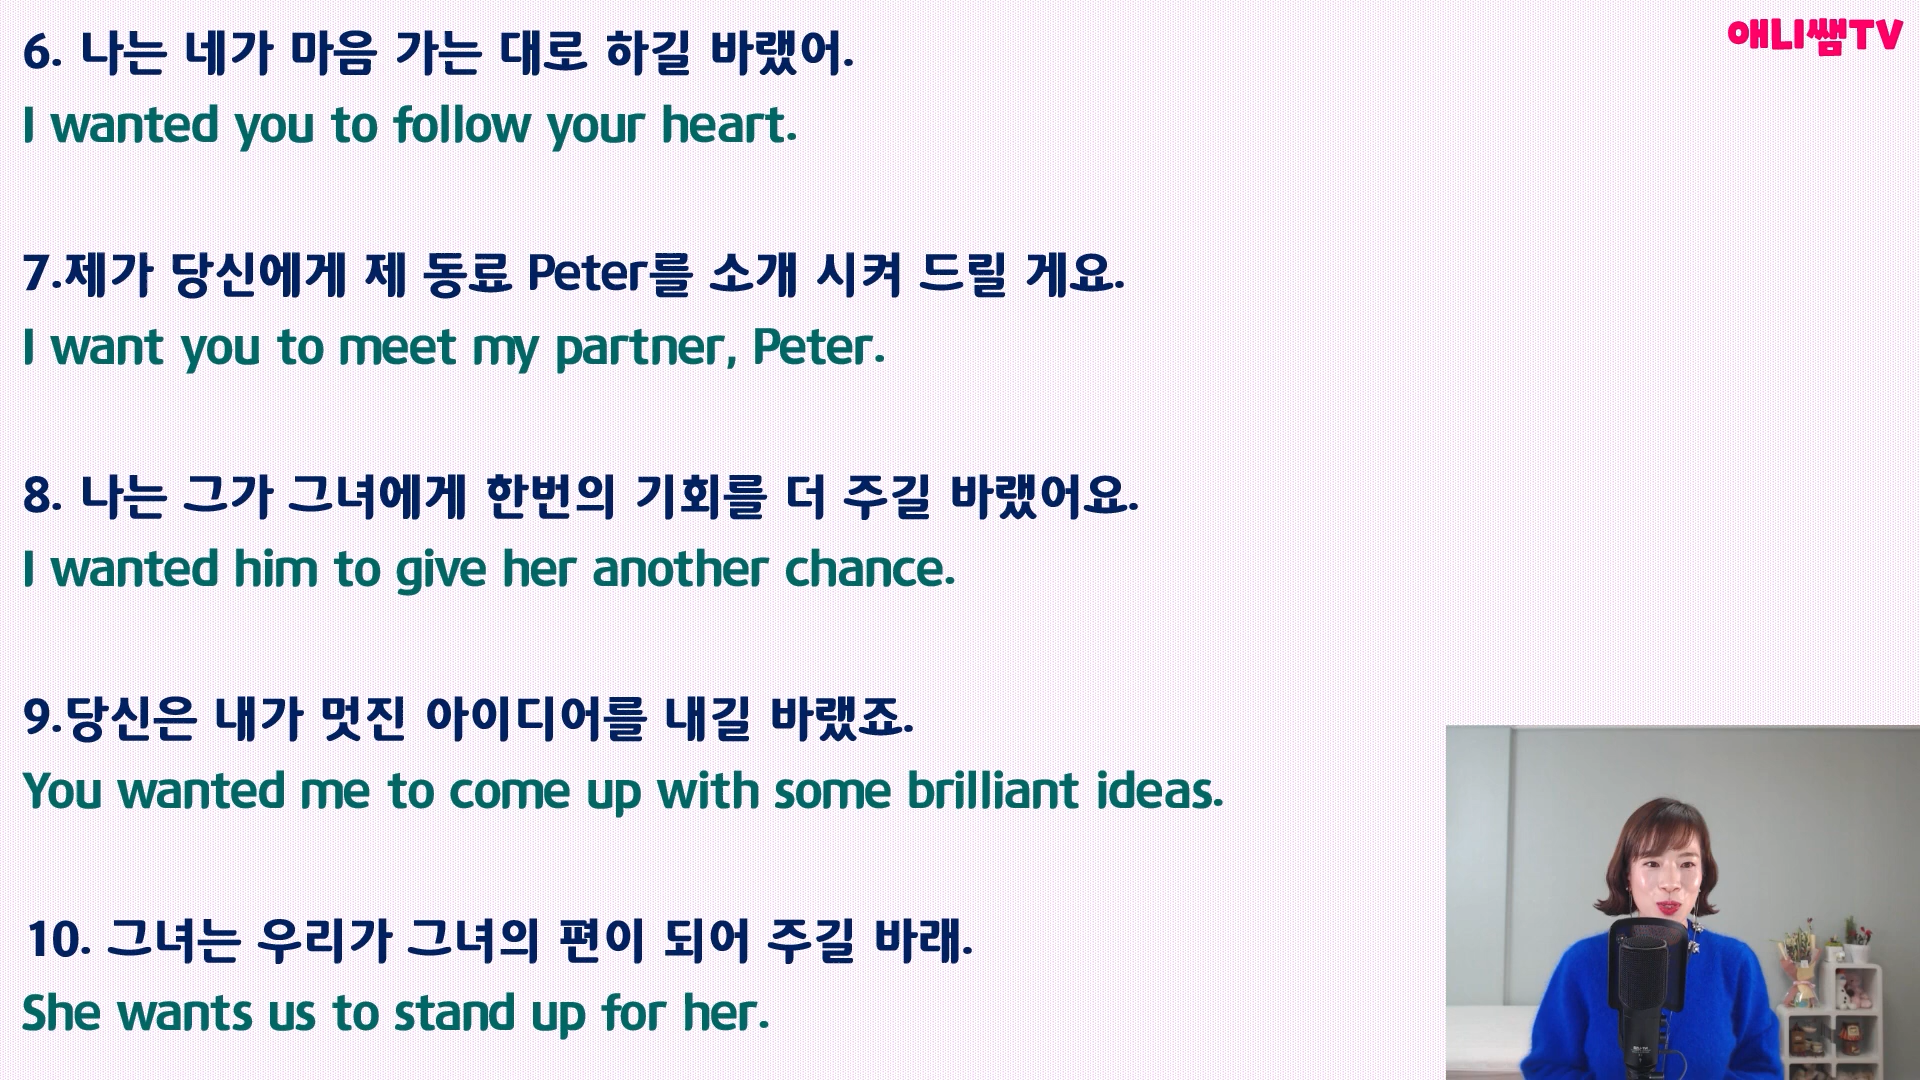 애니쌤TV
6. 나는 네가 마음 가는 대로 하길 바랬어.
I wanted you to follow your heart.
7.제가 당신에게 제 동료 Peter를 소개 시켜 드릴 게요.
I want you to meet my partner, Peter.
8. 나는 그가 그녀에게 한번의 기회를 더 주길 바랬어요.
I wanted him to give her another chance.
9.당신은 내가 멋진 아이디어를 내길 바랬죠.
You wanted me to come up with some brilliant ideas.
10. 그녀는 우리가 그녀의 편이 되어 주길 바래.
She wants us to stand up for her.